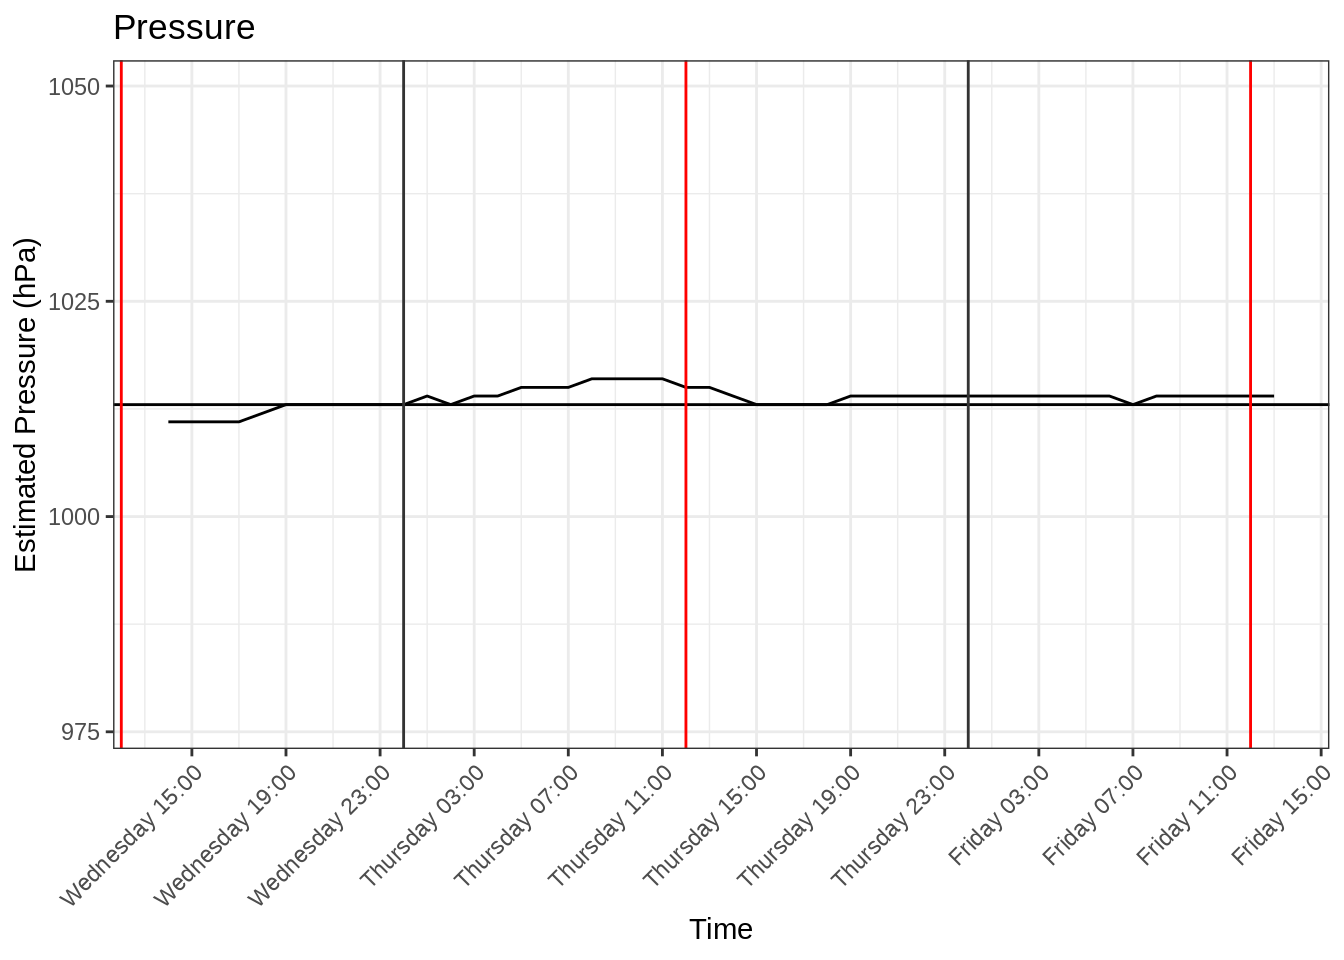 Pressure
Estimated Pressure (hPa)
1050
1025
1000
975
Wednesday 15:00
Wednesday 19:00
Wednesday 23:00
Thursday 03:00
Thursday 07:00
Thursday 11:00
Thursday 15:00
Thursday 19:00
Thursday 23:00
Friday 03:00
Friday 07:00
Friday 11:00
Friday 15:00
Time